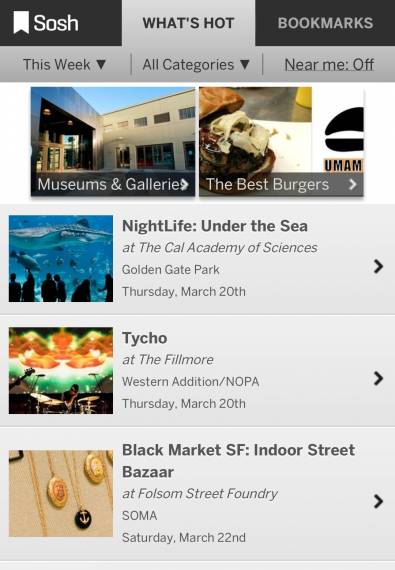 Sosh
WHAT'S HOT
BOOKMARKS
This Week ▼
All Categories ▼
Near me: Off
Museums & Galleries
The Best Burgers
UMAM
NightLife: Under the Sea
at The Cal Academy of Sciences
Golden Gate Park
Thursday, March 20th
Tycho
at The Fillmore
Western Addition/NOPA
Thursday, March 20th
Black Market SF: Indoor Street
Bazaar
at Folsom Street Foundry
SOMA
Saturday, March 22nd